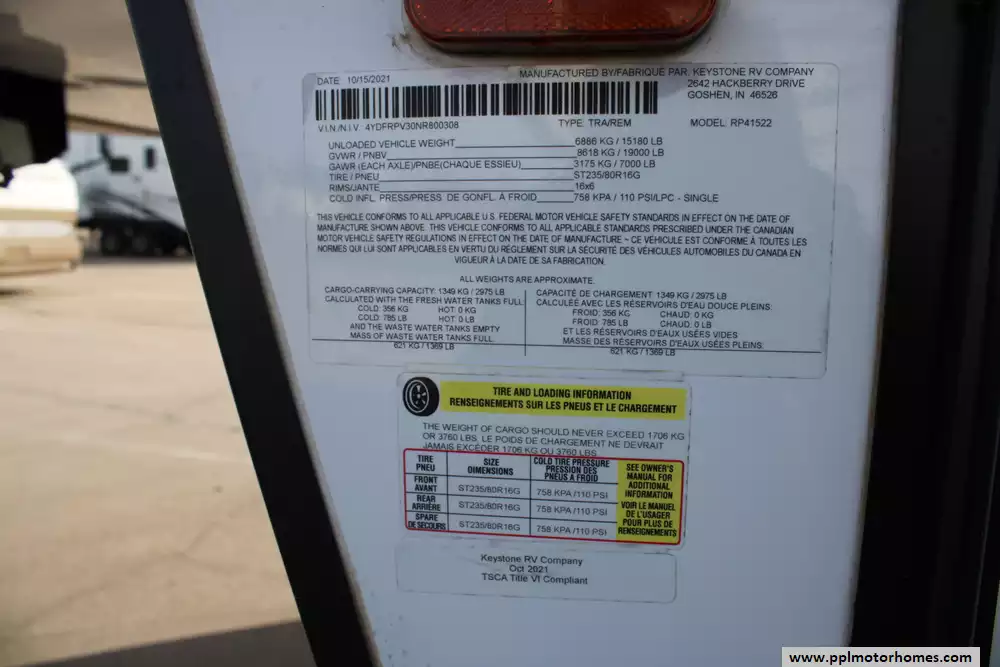 DATE 10/15/2021 MANUFACTURED BY/FABRIQUE PAR. KEYSTONE RV COMPANY
2642 HACKBERRY DRIVE
GOSHEN, IN 46526
V.I.N./N.I.V. 4YDFRPV30NR800308 TYPE. TRA/REM MODEL: RP41522
UNLOADED VEHICLE WEIGHT 6886 KG / 15180 LB
GVWR / PNBV 8618 KG / 19000 LB
GAWR (EACH AXLE)/PNBE(CHAQUE ESSIEU) 3175 KG / 7000 LB
TIRE / PNEU ST235/80R16G
RIMS/JANTE 16x6
COLD INFL. PRESS/PRESS. DE GONFL À FROID 758 KPA / 110 PSI/LPC - SINGLE
THIS VEHICLE CONFORMS TO ALL APPLICABLE U.S. FEDERAL MOTOR VEHICLE SAFETY STANDARDS IN EFFECT ON THE DATE OF
MANUFACTURE SHOWN ABOVE. THIS VEHICLE CONFORMS TO ALL APPLICABLE STANDARDS PRESCRIBED UNDER THE CANADIAN
MOTOR VEHICLE SAFETY REGULATIONS IN EFFECT ON THE DATE OF MANUFACTURE ~ CE VEHICULE EST CONFORME À TOUTES LES
NORMES QUI LUI SONT APPLICABLES EN VERTU DU RÈGLEMENT SUR LA SÉCURITÉ DES VÉHICULES AUTOMOBILES DU CANADA EN
VIGUEUR À LA DATE DE SA FABRICATION.
ALL WEIGHTS ARE APPROXIMATE.
CARGO-CARRYING CAPACITY: 1349 KG / 2975 LB
CALCULATED WITH THE FRESH WATER TANKS FULL
COLD: 356 KG HOT: 0 KG
COLD: 785 LB HOT: 0 LB
AND THE WASTE WATER TANKS EMPTY
MASS OF WASTE WATER TANKS FULL.
621 KG / 1369 LB
CAPACITÉ DE CHARGEMENT: 1349 KG / 2975 LB
CALCULÉE AVEC LES RÉSERVOIRS D'EAU DOUCE PLEINS:
FROID: 356 KG CHAUD: 0 KG
FROID: 785 LB CHAUD: 0 LB
ET LES RÉSERVOIRS D'EAUX USÉES VIDES
MASSE DES RÉSERVOIRS D'EAUX USÉES PLEINS:
621 KG / 1369 LB
TIRE AND LOADING INFORMATION
RENSEIGNEMENTS SUR LES PNEUS ET LE CHARGEMENT
THE WEIGHT OF CARGO SHOULD NEVER EXCEED 1706 KG
OR 3760 LBS. LE POIDS DE CHARGEMENT NE DEVRAIT
JAMAIS EXCÉDER 1706 KG OU 3760 LBS.
TIRE
PNEU
SIZE
DIMENSIONS
COLD TIRE PRESSURE
PRESSION DES
PNEUS A FROID
FRONT
AVANT
ST235/80R16G 758 KPA /110 PSI
REAR
ARRIÈRE
ST235/80R16G 758 KPA /110 PSI
SPARE
DE SECOURS
ST235/80R16G 758 KPA /110 PSI
SEE OWNER'S
MANUAL FOR
ADDITIONAL
INFORMATION
VOIR LE MANUEL
DE L'USAGER
POUR PLUS DE
RENSEIGNEMENTS
Keystone RV Company
Oct 2021
TSCA Title VI Compliant
www.pplmotorhomes.com